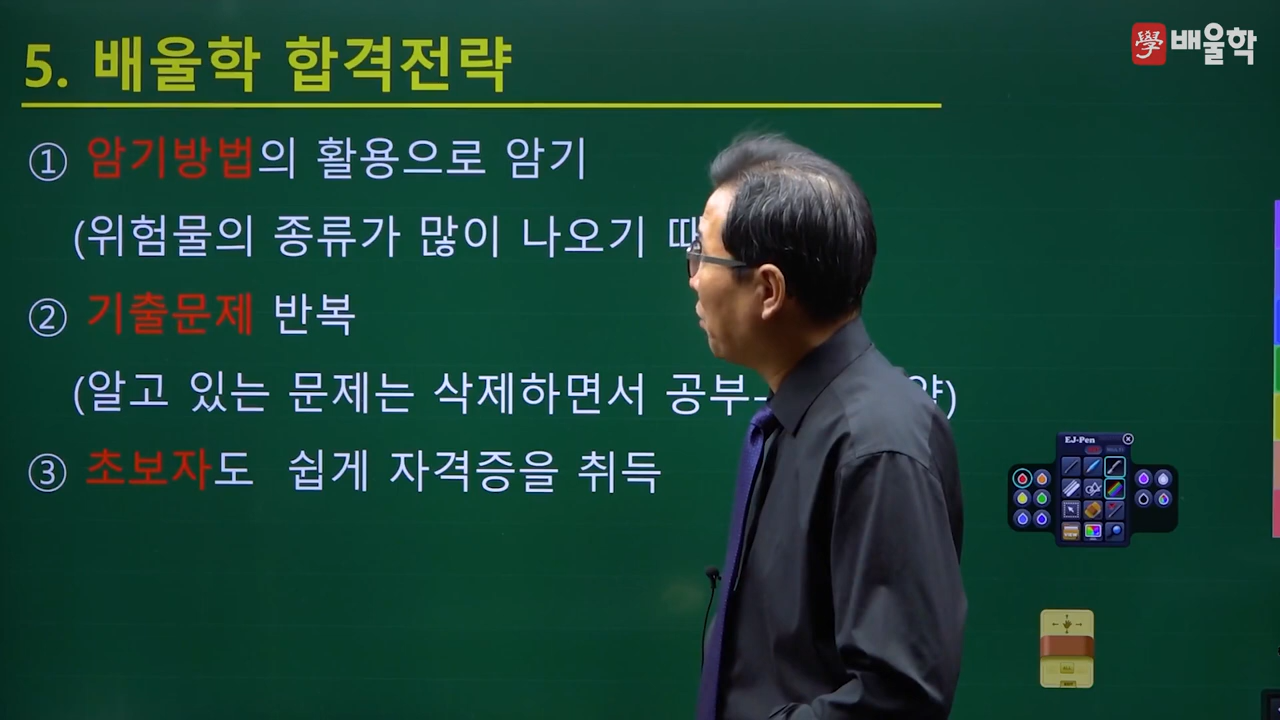 5. 배울학 합격전략
學 배울학
① 암기방법의 활용으로 암기
(위험물의 종류가 많이 나오기
② 기출문제 반복
(알고 있는 문제는 삭제하면서
③ 초보자도 쉽게 자격증을 취득
EJ-Pen
VIEW